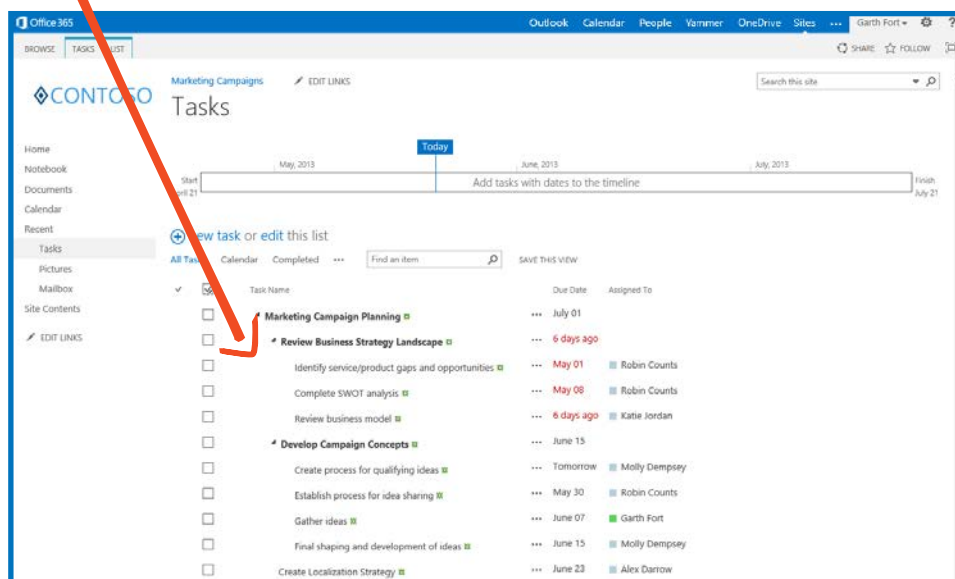 Office 365 Outlook Calendar People Yammer OneDrive Sites ... Garth Fort ?
BROWSE TASKS LIST SHARE FOLLOW
CONTOSO
Marketing Campaigns EDIT LINKS
Search this site
Tasks
Home
Notebook
Documents
Calendar
Recent
Tasks
Pictures
Mailbox
Site Contents
EDIT LINKS
Today
May, 2013 June, 2013 July, 2013
Start
Add tasks with dates to the timeline
Finish
July 21
task or edit this list
All Calendar Completed ... Find an item SAVE THIS VIEW
Task Name Due Date Assigned To
Marketing Campaign Planning ... July 01
Review Business Strategy Landscape ... 6 days ago
Identify service/product gaps and opportunities ... May 01 Robin Counts
Complete SWOT analysis ... May 08 Robin Counts
Review business model ... 6 days ago Katie Jordan
Develop Campaign Concepts ... June 15
Create process for qualifying ideas ... Tomorrow Molly Dempsey
Establish process for idea sharing ... May 30 Robin Counts
Gather ideas ... June 07 Garth Fort
Final shaping and development of ideas ... June 15 Molly Dempsey
Create Localization Strategy ... June 23 Alex Darrow